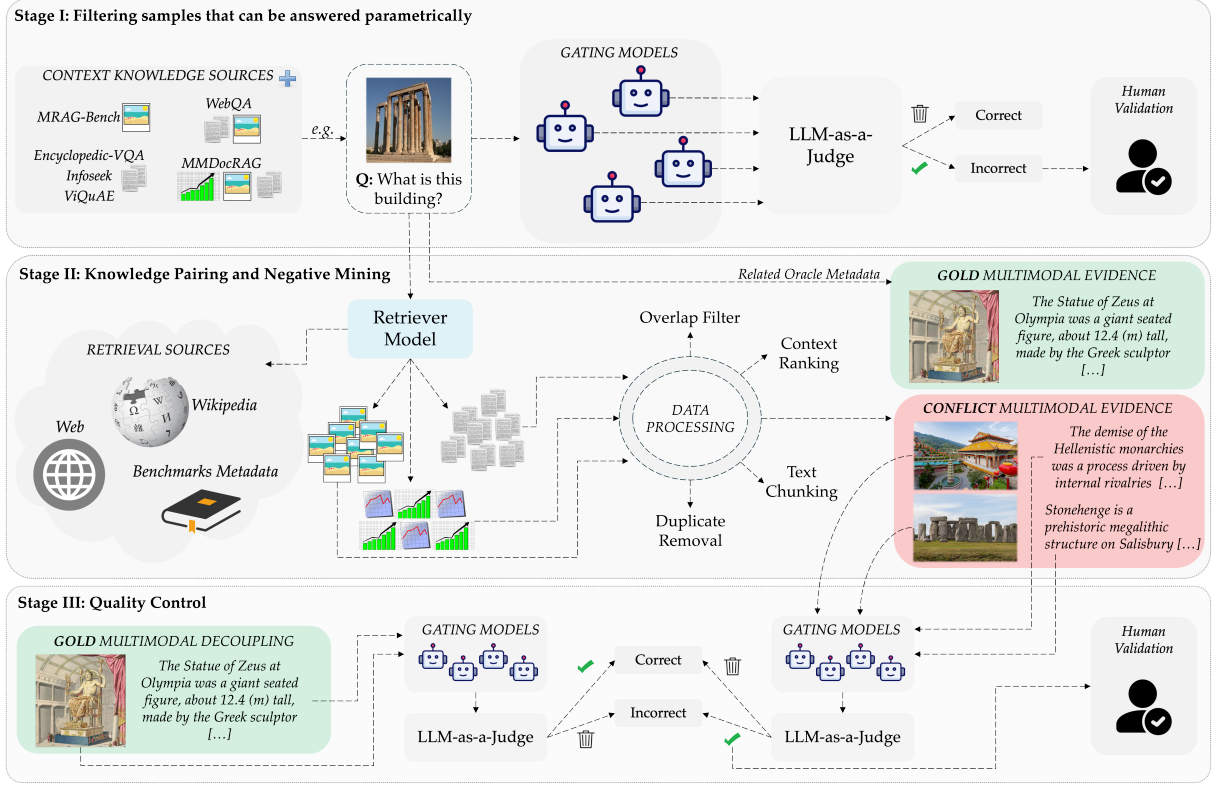 Stage I: Filtering samples that can be answered parametrically
CONTEXT KNOWLEDGE SOURCES
MRAG-Bench
WebQA
Encyclopedic-VQA
Infoseek
ViQuAE
MMDocRAG
e.g.
Q: What is this
building?
GATING MODELS
LLM-as-a-
Judge
Correct
Incorrect
Human
Validation
Stage II: Knowledge Pairing and Negative Mining
Related Oracle Metadata
Retriever
Model
RETRIEVAL SOURCES
Wikipedia
Web
Benchmarks Metadata
Overlap Filter
Context
Ranking
DATA
PROCESSING
Text
Chunking
Duplicate
Removal
GOLD MULTIMODAL EVIDENCE
The Statue of Zeus at
Olympia was a giant seated
figure, about 12.4 (m) tall,
made by the Greek sculptor
[…]
CONFLICT MULTIMODAL EVIDENCE
The demise of the
Hellenistic monarchies
was a process driven by
internal rivalries […]
Stonehenge is a
prehistoric megalithic
structure on Salisbury […]
Stage III: Quality Control
GOLD MULTIMODAL DECOUPLING
The Statue of Zeus at
Olympia was a giant seated
figure, about 12.4 (m) tall,
made by the Greek sculptor
[…]
GATING MODELS
LLM-as-a-Judge
Correct
Incorrect
GATING MODELS
LLM-as-a-Judge
Human
Validation